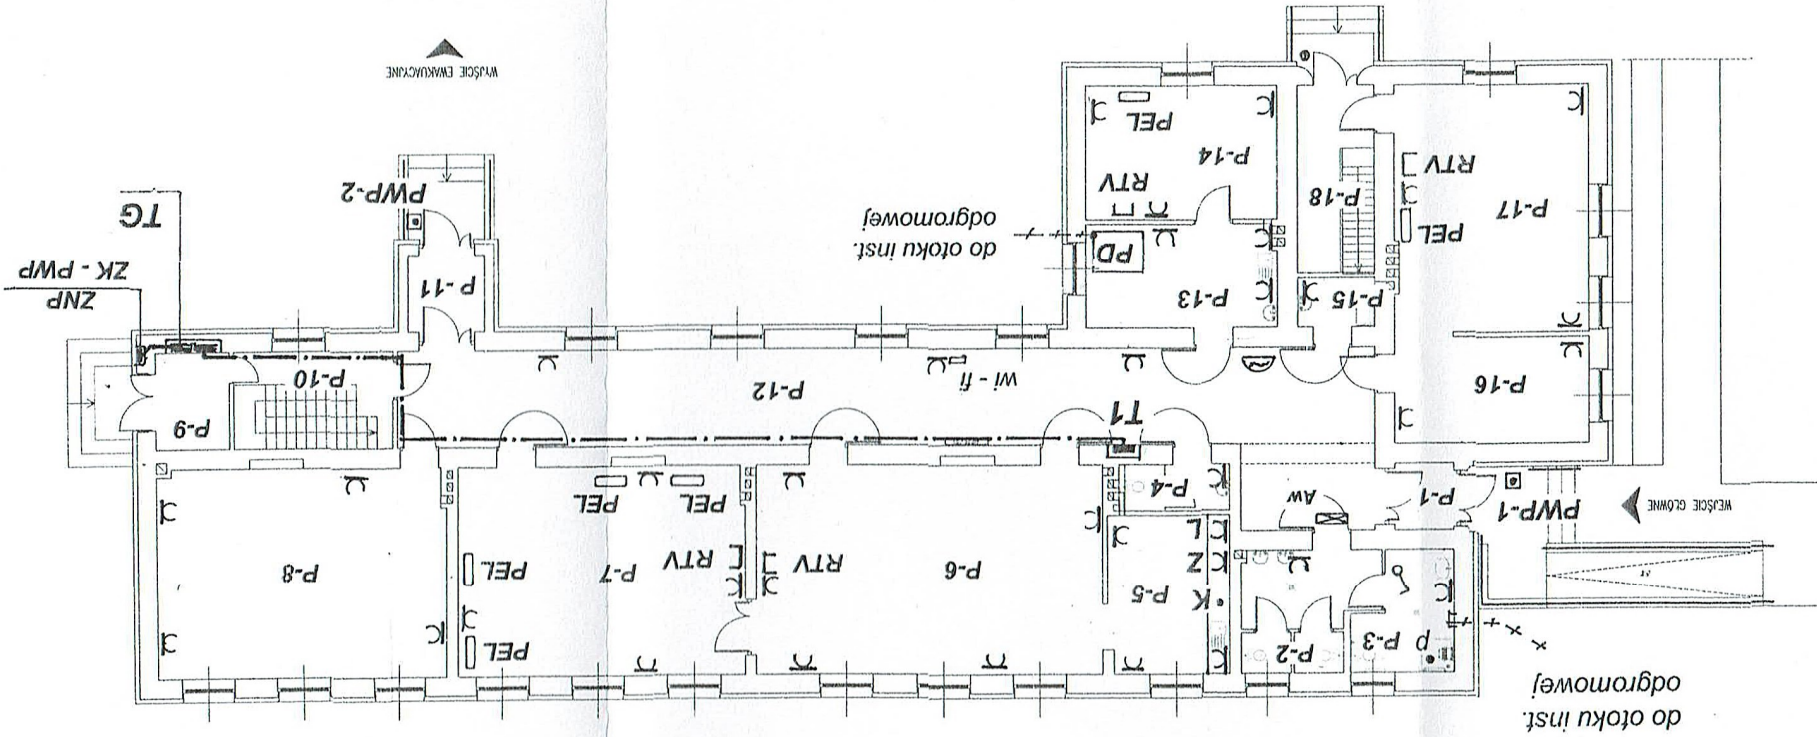 do otoku inst.
odgromowej
P-3
p
P-2
K
Z
L
P-5
P-4
P-6
RTV
RTV
P-7
PEL
PEL
PEL
PEL
P-8
WEJŚCIE GŁÓWNE
PWP-1
P-1
AW
T1
P-16
P-12
wi - fi
P-10
P-9
P-17
PEL
RTV
P-15
P-18
P-13
PD
do otoku inst.
odgromowej
P-14
RTV
PEL
P-11
PWP-2
ZNP
ZK - PWP
TG
WYJŚCIE EWAKUACYJNE